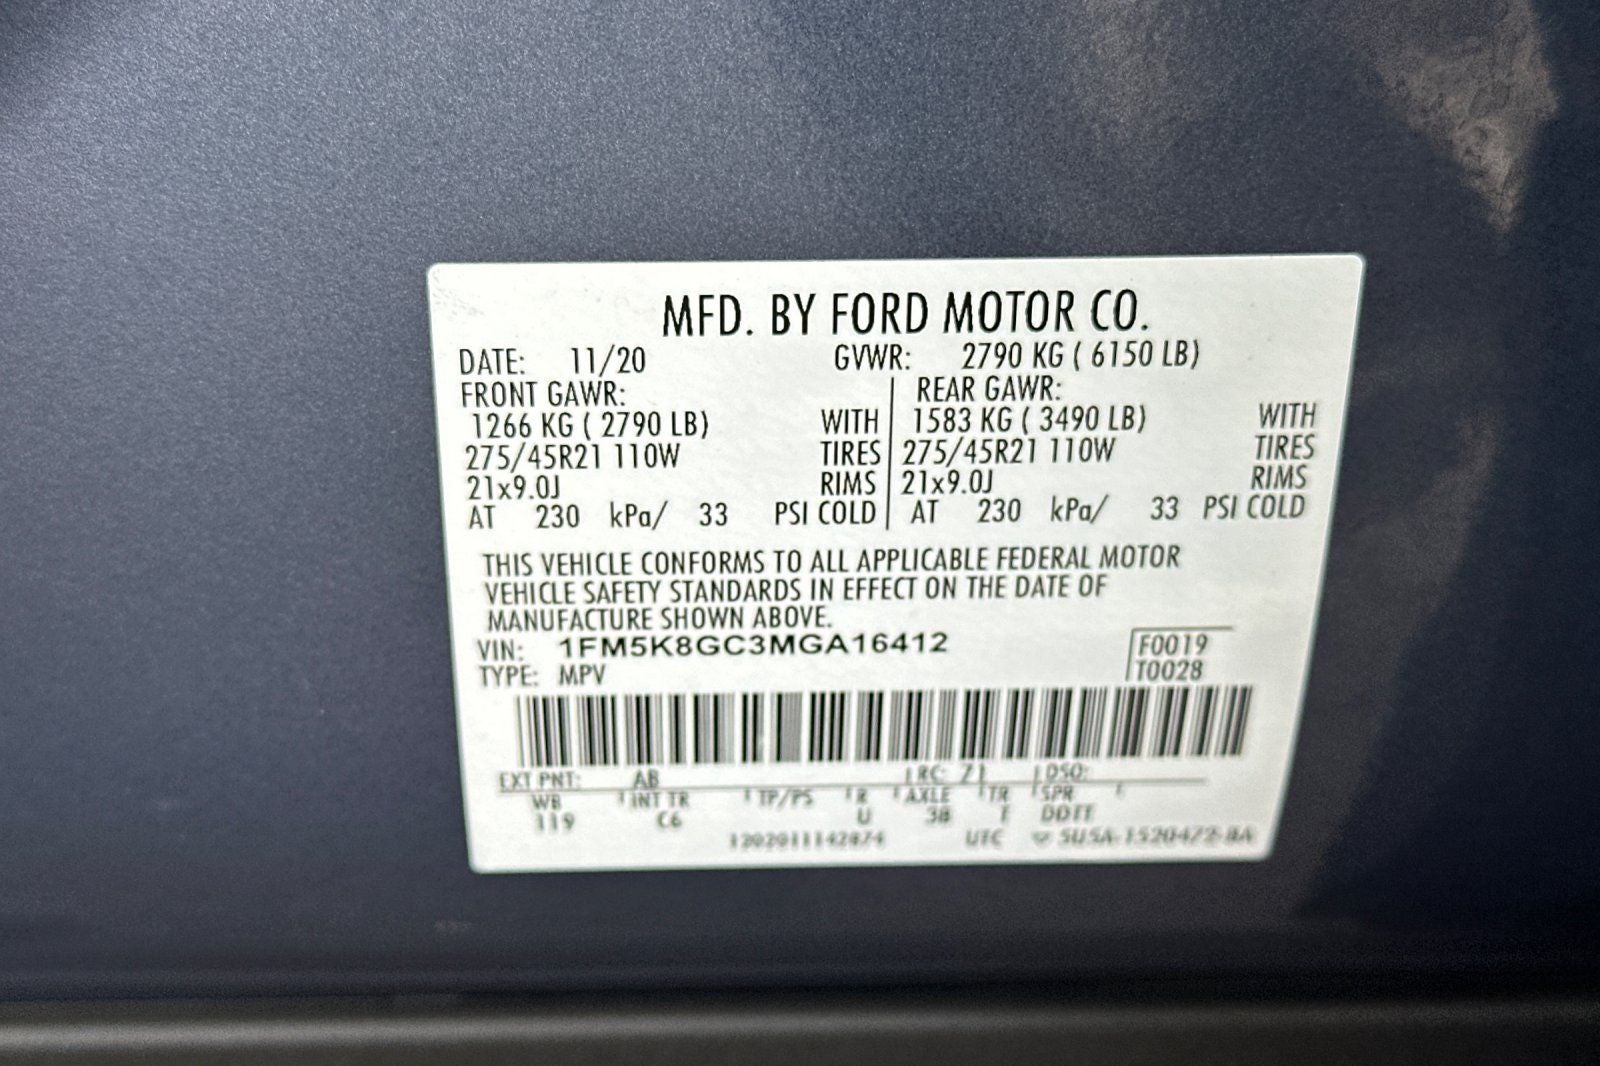 MFD. BY FORD MOTOR CO.
DATE: 11/20 GVWR: 2790 KG ( 6150 LB)
FRONT GAWR: REAR GAWR:
1266 KG ( 2790 LB) WITH 1583 KG ( 3490 LB) WITH
275/45R21 110W TIRES 275/45R21 110W TIRES
21x9.0J RIMS 21x9.0J RIMS
AT 230 kPa/ 33 PSI COLD AT 230 kPa/ 33 PSI COLD
THIS VEHICLE CONFORMS TO ALL APPLICABLE FEDERAL MOTOR
VEHICLE SAFETY STANDARDS IN EFFECT ON THE DATE OF
MANUFACTURE SHOWN ABOVE.
VIN: 1FM5K8GC3MGA16412 F0019
TYPE: MPV T0028
EXT PNT: AB RC: 71 DSO:
WB INT TR TP/PS R AXLE TR SPR
119 C6 U
UTC